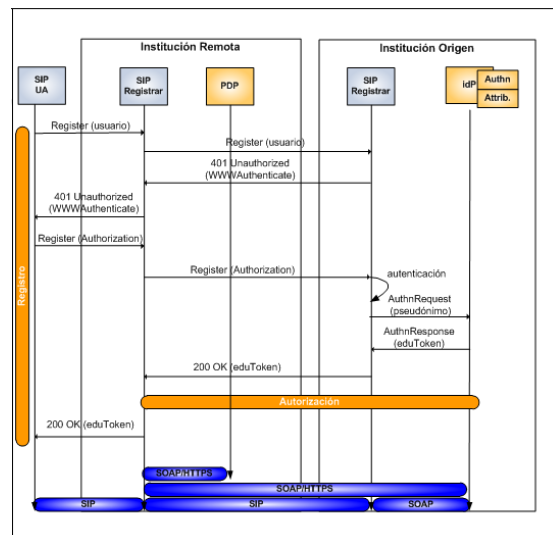 Institución Remota
Institución Origen
SIP
UA
SIP
Registrar
PDP
SIP
Registrar
idP
Authn
Attrib.
Register (usuario)
Register (usuario)
401 Unauthorized
(WWWAuthenticate)
401 Unauthorized
(WWWAuthenticate)
Register (Authorization)
Register (Authorization)
autenticación
AuthnRequest
(pseudónimo)
AuthnResponse
(eduToken)
200 OK (eduToken)
Autorización
200 OK (eduToken)
Registro
SOAP/HTTPS
SOAP/HTTPS
SIP
SIP
SOAP